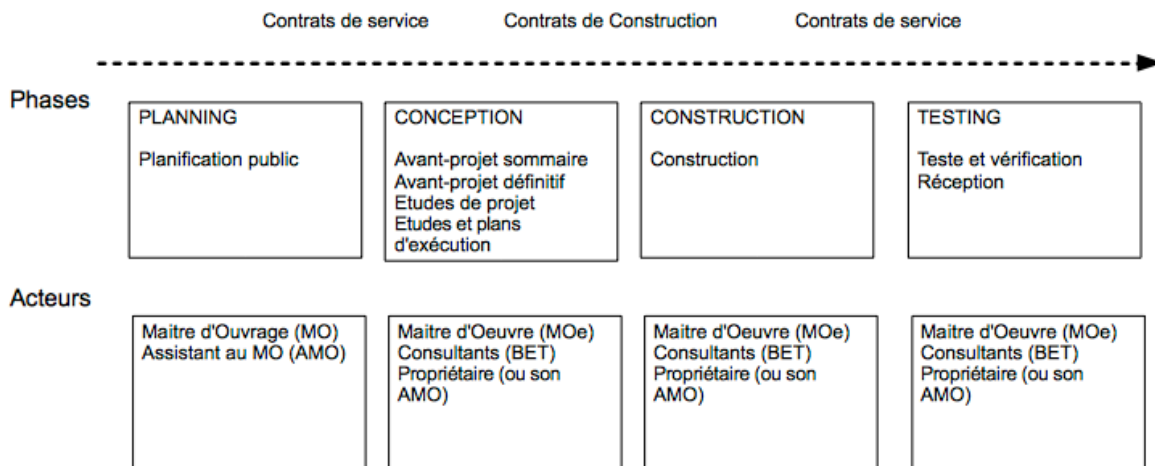 Contrats de service
Contrats de Construction
Contrats de service
Phases
PLANNING
Planification public
CONCEPTION
Avant-projet sommaire
Avant-projet définitif
Etudes de projet
Etudes et plans
d'exécution
CONSTRUCTION
Construction
TESTING
Teste et vérification
Réception
Acteurs
Maitre d'Ouvrage (MO)
Assistant au MO (AMO)
Maitre d'Oeuvre (MOe)
Consultants (BET)
Propriétaire (ou son
AMO)
Maitre d'Oeuvre (MOe)
Consultants (BET)
Propriétaire (ou son
AMO)
Maitre d'Oeuvre (MOe)
Consultants (BET)
Propriétaire (ou son
AMO)